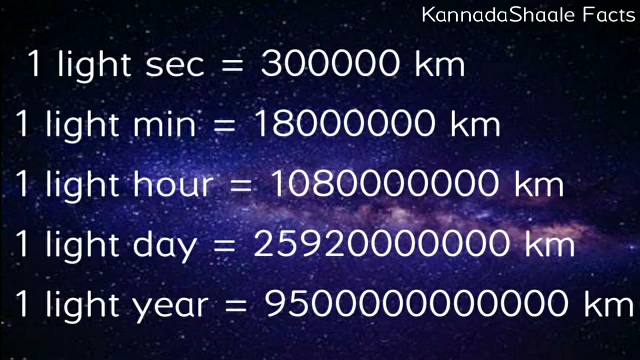 KannadaShaale Facts
1 light sec = 300000 km
1 light min = 18000000 km
1 light hour = 1080000000 km
1 light day = 25920000000 km
1 light year = 9500000000000 km